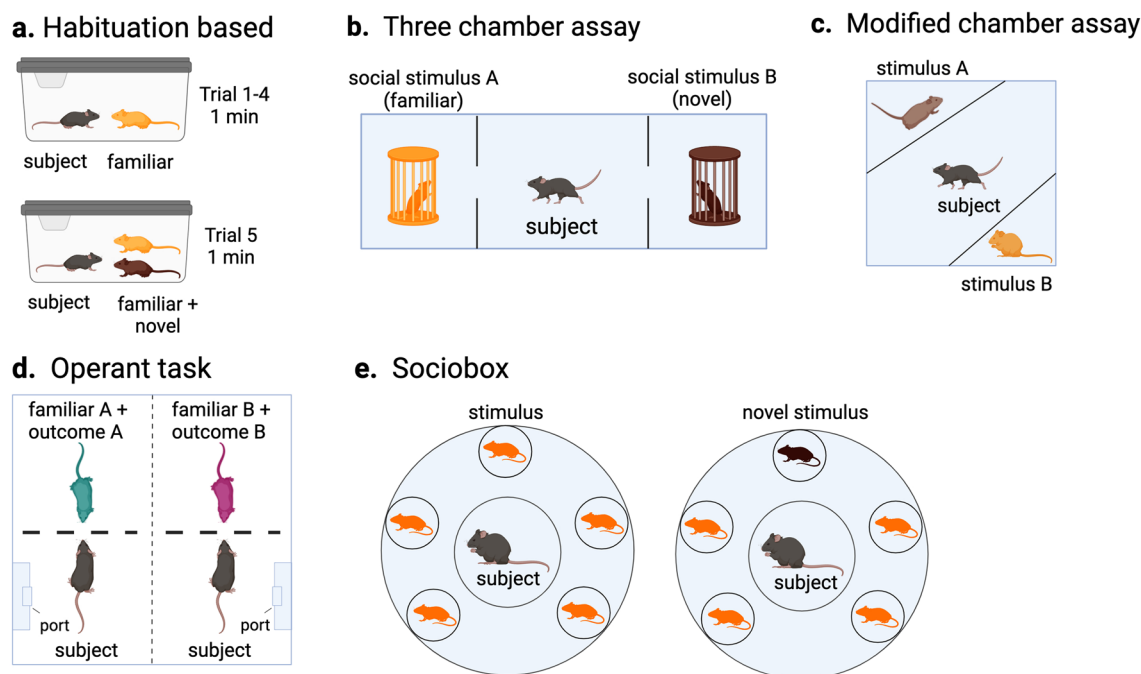 a. Habituation based
Trial 1-4
1 min
subject
familiar
Trial 5
1 min
subject
familiar +
novel
b. Three chamber assay
social stimulus A
(familiar)
social stimulus B
(novel)
subject
c. Modified chamber assay
stimulus A
subject
stimulus B
d. Operant task
familiar A +
outcome A
familiar B +
outcome B
port
port
subject
subject
e. Sociobox
stimulus
subject
novel stimulus
subject